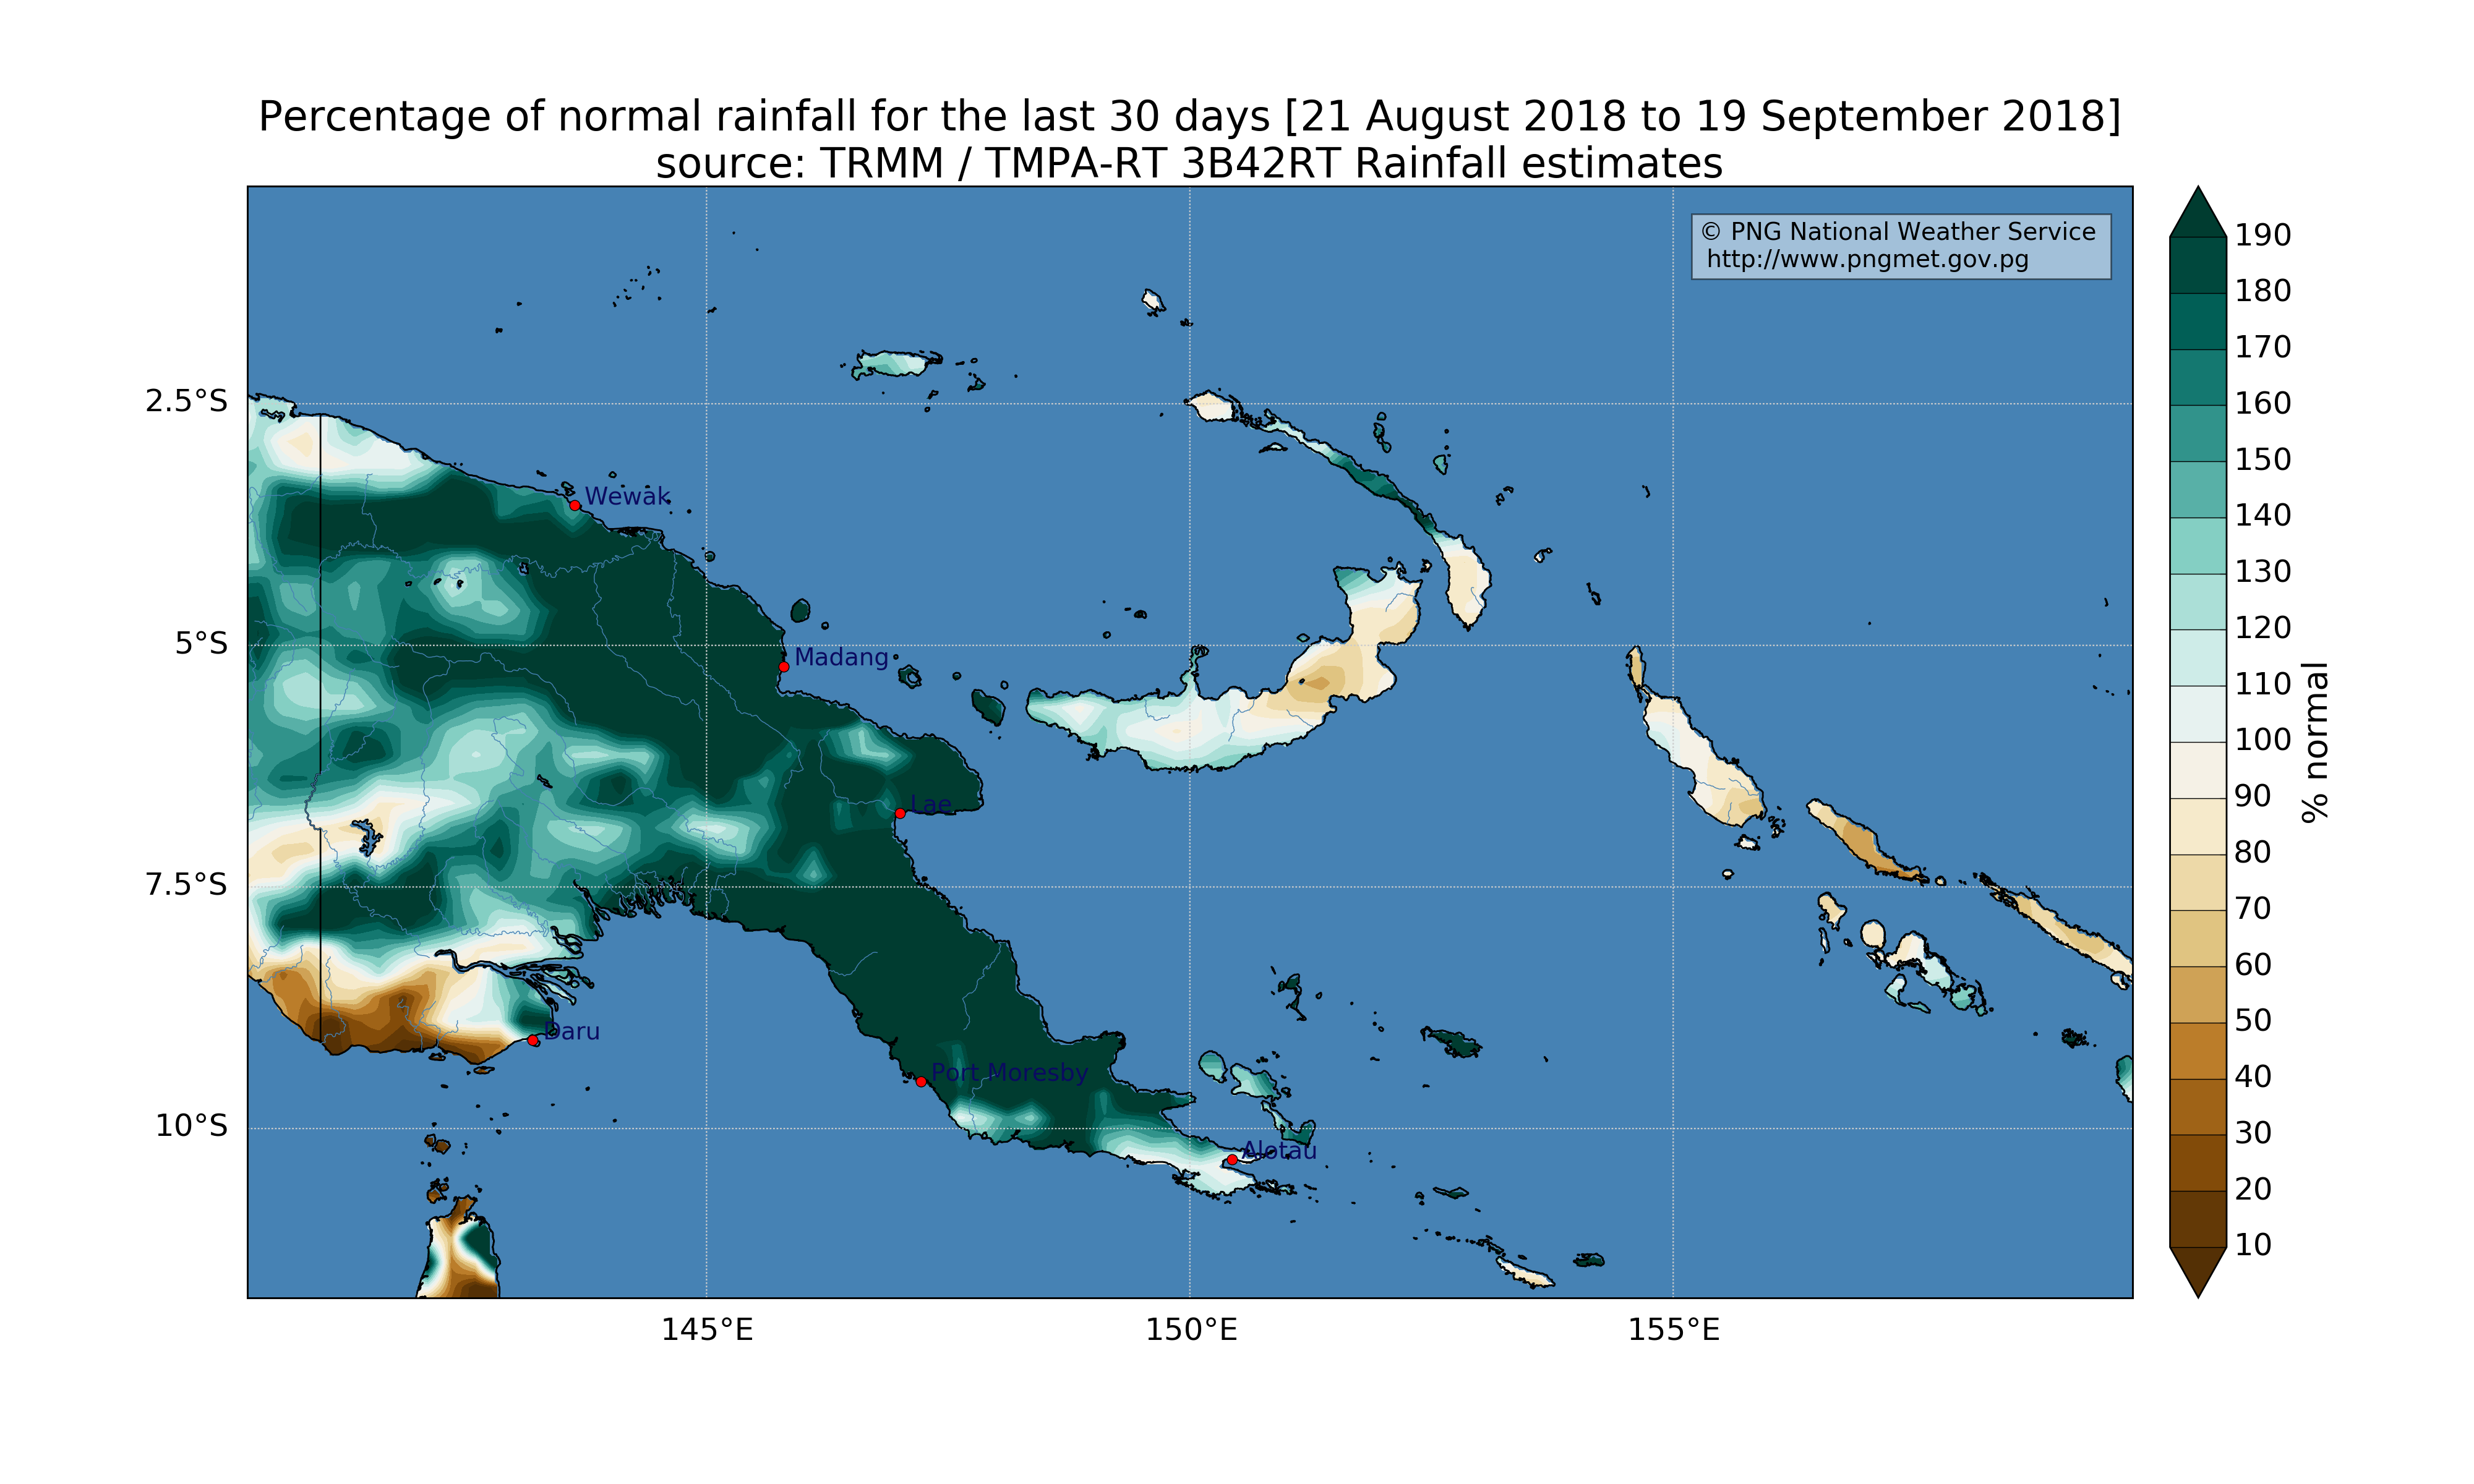 Percentage of normal rainfall for the last 30 days [21 August 2018 to 19 September 2018]
source: TRMM / TMPA-RT 3B42RT Rainfall estimates
© PNG National Weather Service
http://www.pngmet.gov.pg
2.5°S
5°S
7.5°S
10°S
Wewak
Madang
Lae
Daru
Port Moresby
Alotau
145°E
150°E
155°E
190
180
170
160
150
140
130
120
110
100
90
80
70
60
50
40
30
20
10
% normal